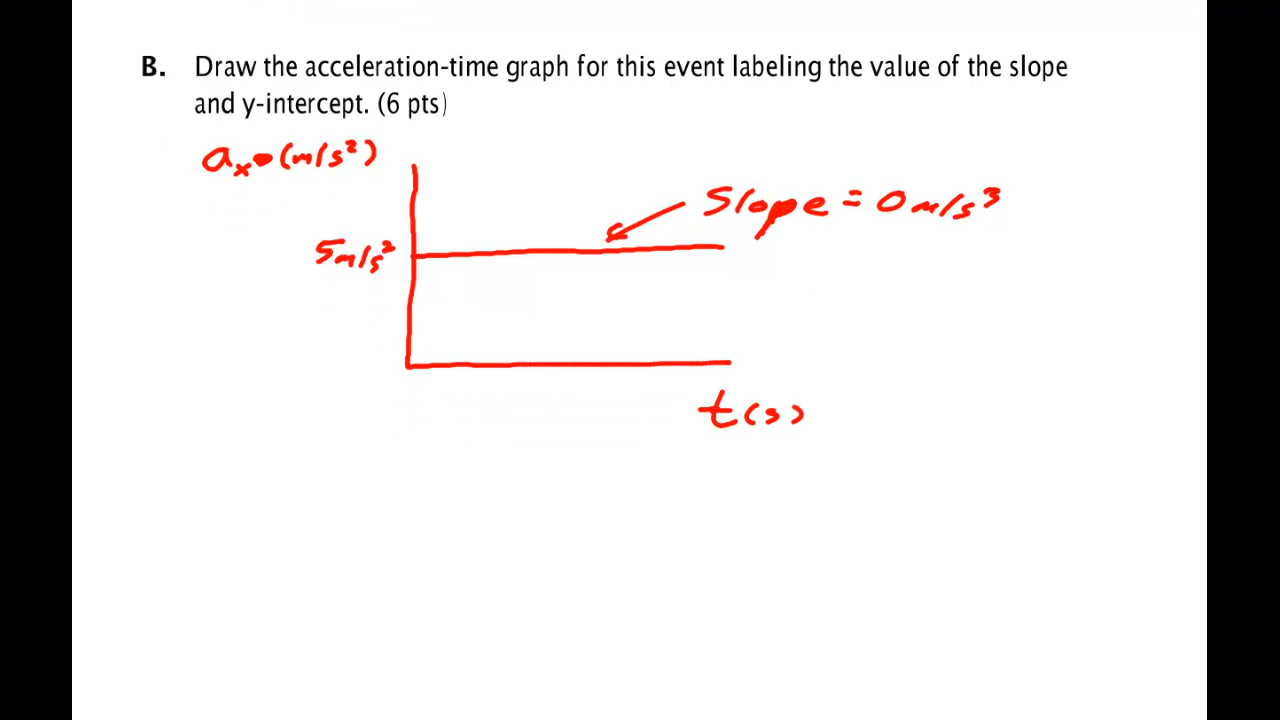 B. Draw the acceleration-time graph for this event labeling the value of the slope
and y-intercept. (6 pts)
aₓ (m/s²)
Slope = 0 m/s³
5m/s²
t(s)